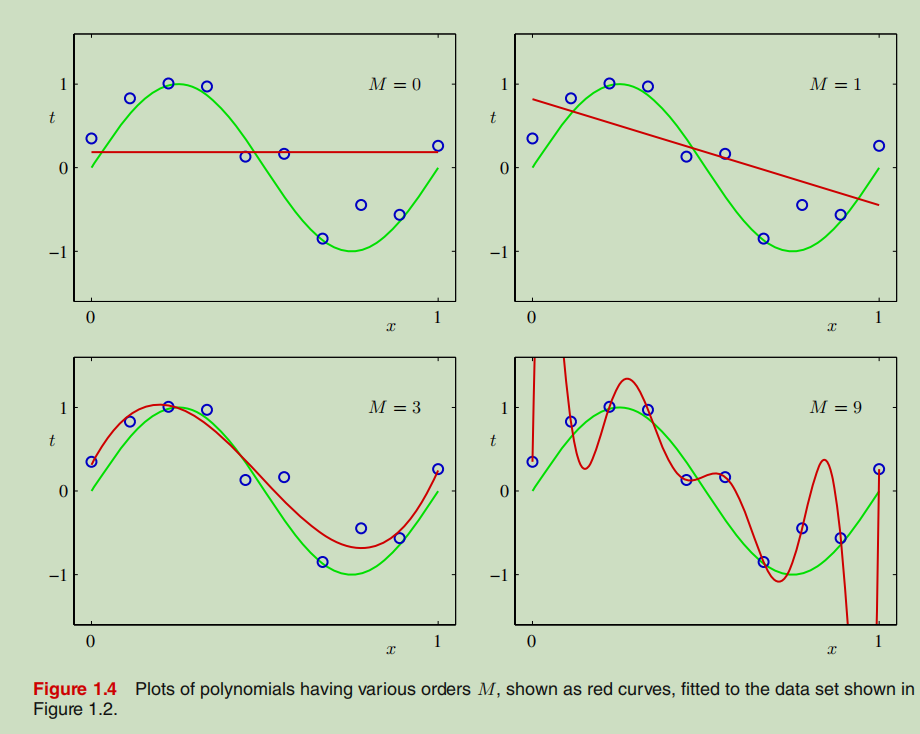 M = 0
1
t
0
−1
0
x
1
M = 1
1
t
0
−1
0
x
1
M = 3
1
t
0
−1
0
x
1
M = 9
1
t
0
−1
0
x
1
Figure 1.4 Plots of polynomials having various orders M, shown as red curves, fitted to the data set shown in
Figure 1.2.